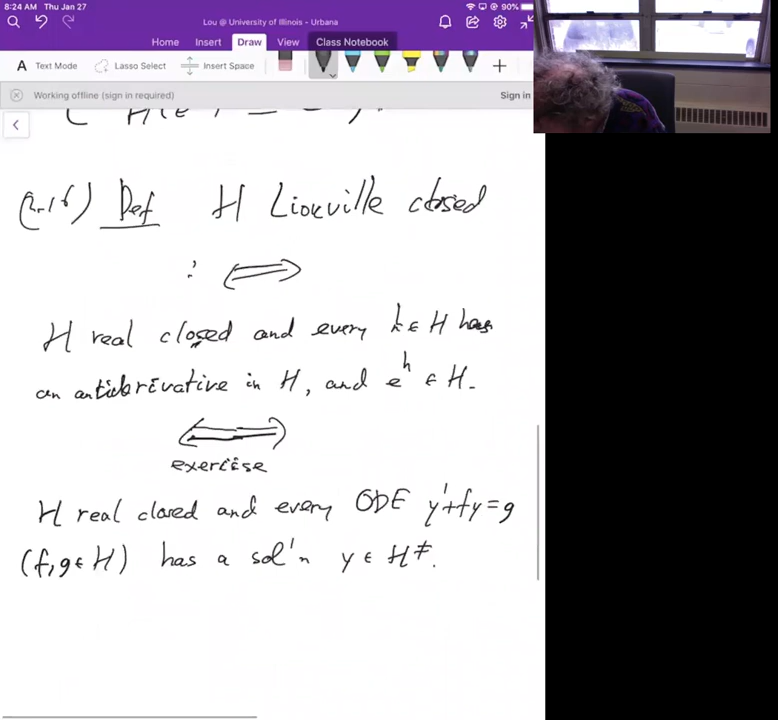 8:24 AM Thu Jan 27
90%
Lou @ University of Illinois - Urbana
Home Insert Draw View Class Notebook
A Text Mode Lasso Select Insert Space
Working offline (sign in required) Sign in
Def H Liouville closed
: ⟺
H real closed and every h ∈ H has
an antiderivative in H, and e^h ∈ H.
⟺
exercise
H real closed and every ODE y' + fy = g
(f, g ∈ H) has a sol'n y ∈ H^≠.